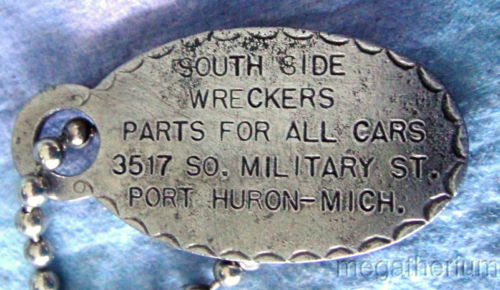 SOUTH SIDE
WRECKERS
PARTS FOR ALL CARS
3517 SO. MILITARY ST.
PORT HURON-MICH.
megatherium